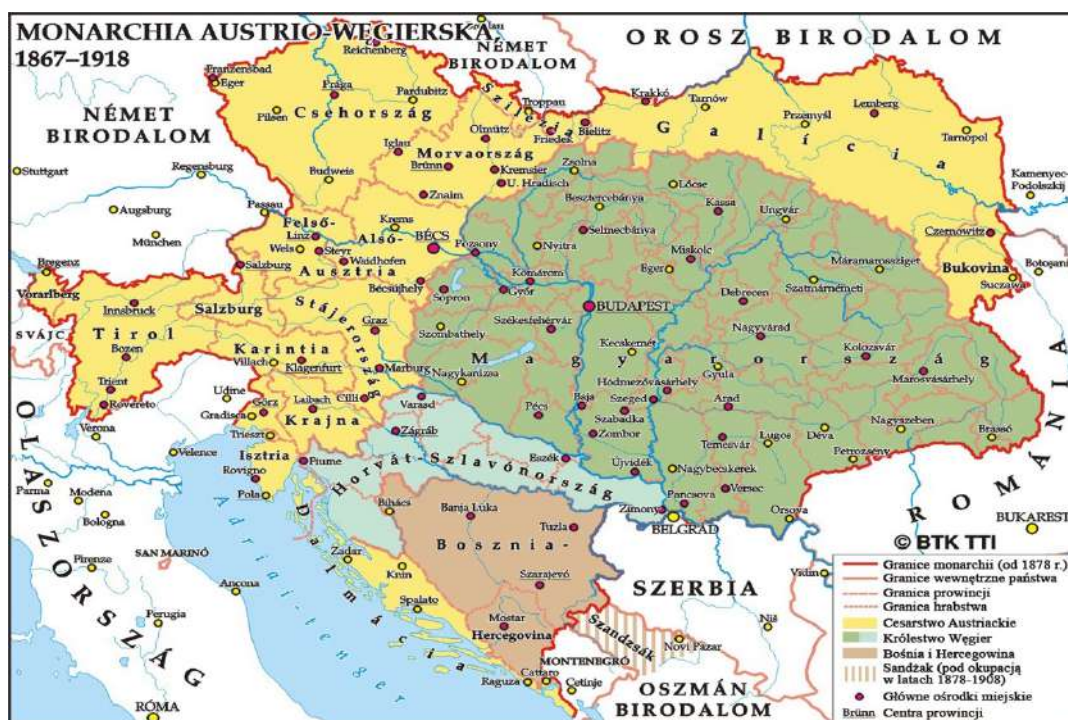 MONARCHIA AUSTRIO-WĘGIERSKA,
1867–1918
NÉMET
BIRODALOM
OROSZ BIRODALOM
NÉMET
BIRODALOM
Reichenberg
Franzensbad
Eger
Prága
Pardubitz
Pilsen
Csehország
Szilézia
Troppau
Krakkó
Tarnów
Przemyśl
Lemberg
Tarnopol
Galícia
Bielitz
Friedek
Olmütz
Iglau
Morvaország
Brünn
Kremsier
U. Hradisch
Zsolna
Budweis
Znaim
Stuttgart
Regensburg
Passau
Augsburg
München
Kamenyec-
Podolszkij
Lőcse
Besztercebánya
Kassa
Ungvár
Czernowitz
Selmecbánya
Krems
Felső-
Linz
Alsó-
BÉCS
Pozsony
Nyitra
Wels
Steyr
Waidhofen
Ausztria
Miskolc
Eger
Máramarossziget
Bukovina
Botoșani
Suczawa
Bregenz
Salzburg
Bécsújhely
Komárom
Győr
Sopron
Szatmárnémeti
Debrecen
Vorarlberg
Innsbruck
Salzburg
Stájerország
BUDAPEST
Tirol
Graz
Szombathely
Székesfehérvár
Nagyvárad
SVÁJC
Karintia
Kecskemét
Kolozsvár
Bozen
Villach
Klagenfurt
Marburg
Magyarország
Nagykanizsa
Gyula
Marosvásárhely
Trient
Rovereto
Udine
Görz
Laibach
Cilli
Varasd
Hódmezővásárhely
Pécs
Baja
Szeged
Arad
Gradisca
Krajna
Szabadka
Verona
Trieszt
Zágráb
Zombor
Temesvár
Lugos
Déva
Nagyszeben
Brassó
Velence
Isztria
Eszék
Petrozsény
Rovigno
Fiume
Horvát-Szlavónország
Újvidék
Nagybecskerek
Pola
Parma
Modena
Bologna
Bihács
Banja Luka
Pancsova
Versec
Zimony
BELGRÁD
Orsova
ROMÁNIA
BUKAREST
Tuzla
Bosznia-
Hercegovina
OLASZORSZÁG
Pirenze
SAN MARINÓ
Zadar
Dalmácia
Knin
Szarajevó
SZERBIA
Vidin
Ancona
Adriai-tenger
Perugia
Spalato
Mostar
Szandzsák
Novi Pázar
Niš
MONTENEGRÓ
Raguza
Cattaro
Cetinje
OSZMÁN
BIRODALOM
RÓMA
© BTK TTI
Granice monarchii (od 1878 r.)
Granice wewnętrzne państwa
Granica prowincji
Granica hrabstwa
Cesarstwo Austriackie
Królestwo Węgier
Bośnia i Hercegowina
Sandżak (pod okupacją
w latach 1878-1908)
Główne ośrodki miejskie
Brünn Centra prowincji